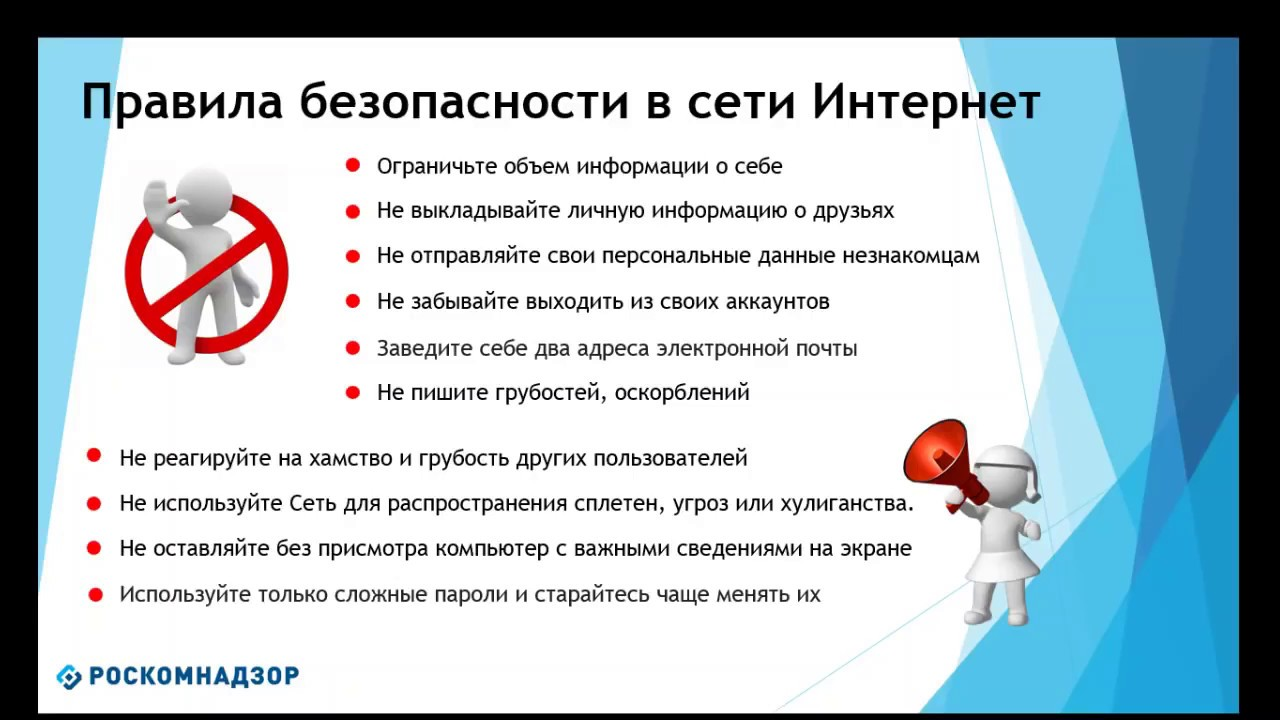 Правила безопасности в сети Интернет
Ограничьте объем информации о себе
Не выкладывайте личную информацию о друзьях
Не отправляйте свои персональные данные незнакомцам
Не забывайте выходить из своих аккаунтов
Заведите себе два адреса электронной почты
Не пишите грубостей, оскорблений
Не реагируйте на хамство и грубость других пользователей
Не используйте Сеть для распространения сплетен, угроз или хулиганства.
Не оставляйте без присмотра компьютер с важными сведениями на экране
Используйте только сложные пароли и старайтесь чаще менять их
РОСКОМНАДЗОР